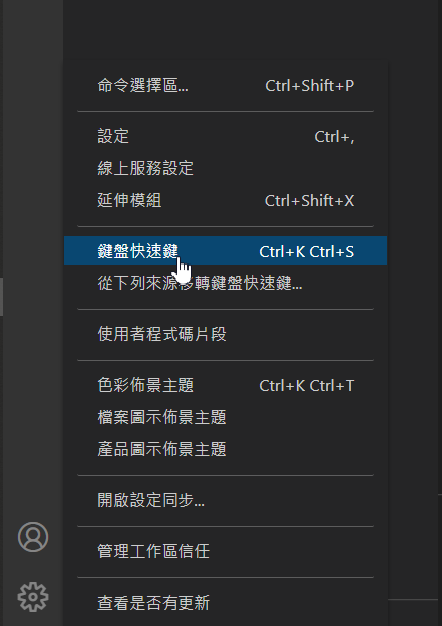 命令選擇區... Ctrl+Shift+P
設定 Ctrl+,
線上服務設定
延伸模組 Ctrl+Shift+X
鍵盤快速鍵 Ctrl+K Ctrl+S
從下列來源移轉鍵盤快速鍵...
使用者程式碼片段
色彩佈景主題 Ctrl+K Ctrl+T
檔案圖示佈景主題
產品圖示佈景主題
開啟設定同步...
管理工作區信任
查看是否有更新